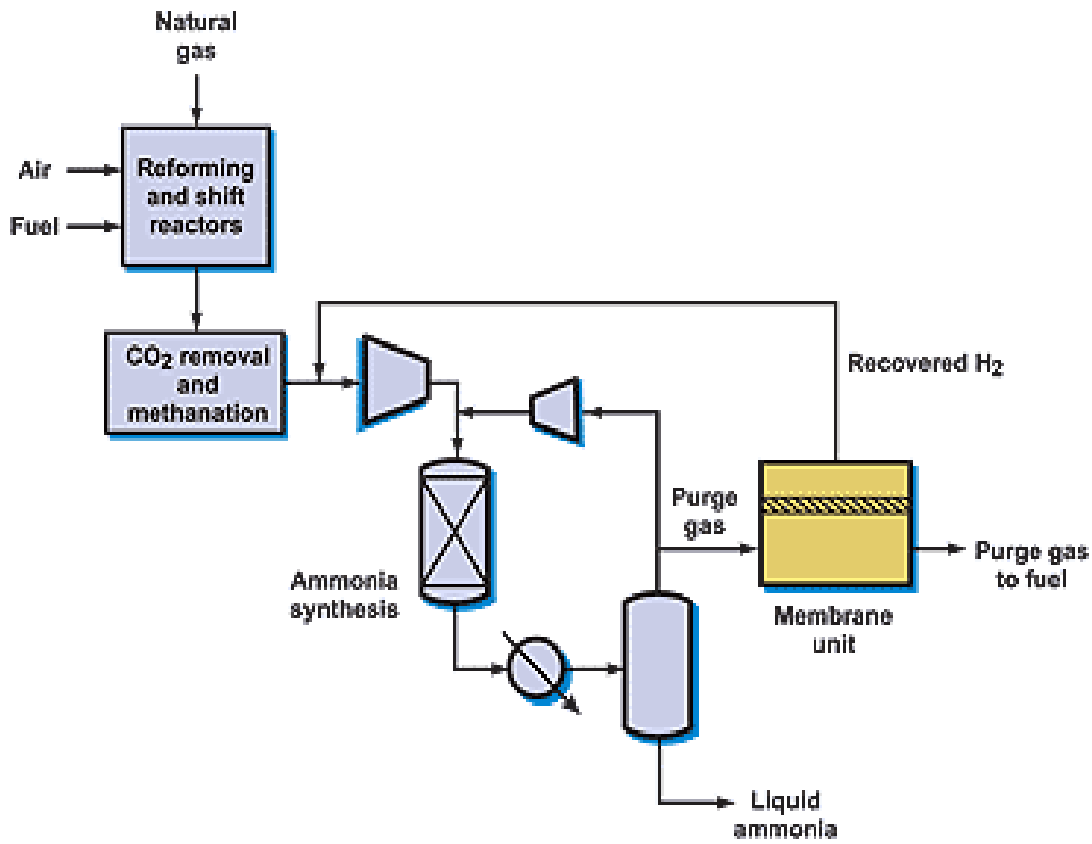 Natural
gas
Air
Fuel
Reforming
and shift
reactors
CO2 removal
and
methanation
Recovered H2
Purge
gas
Purge gas
to fuel
Ammonia
synthesis
Membrane
unit
Liquid
ammonia